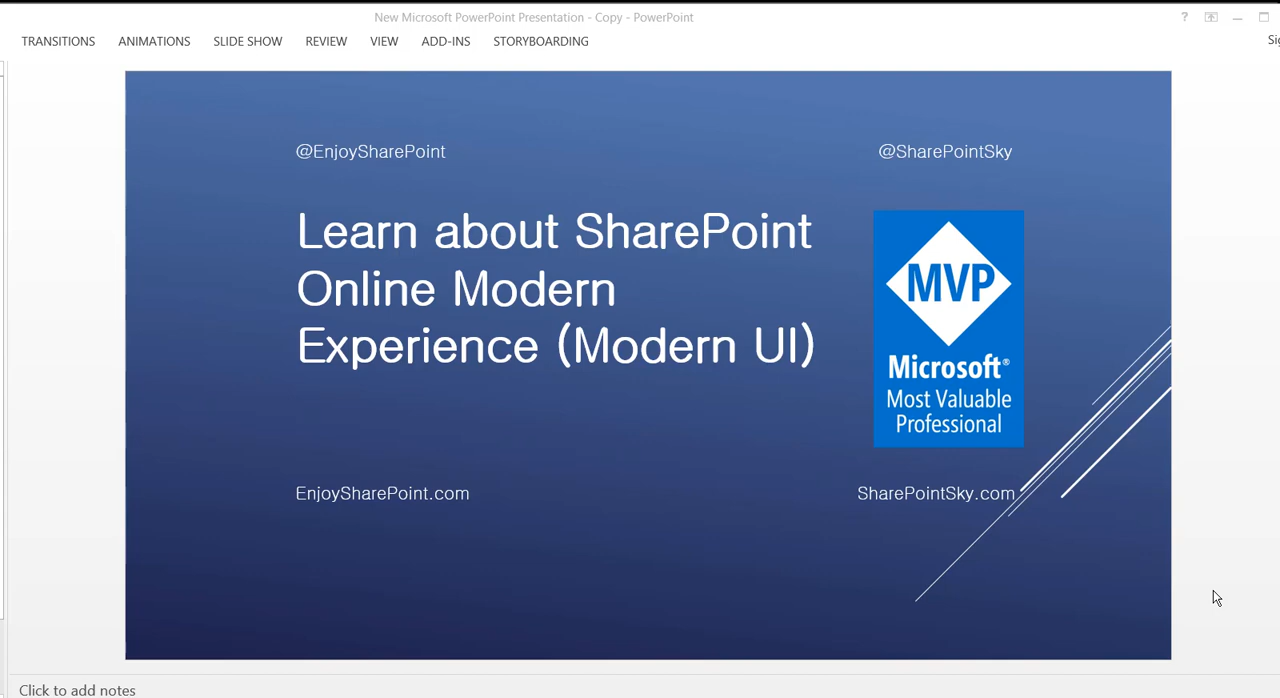 New Microsoft PowerPoint Presentation - Copy - PowerPoint
?
TRANSITIONS ANIMATIONS SLIDE SHOW REVIEW VIEW ADD-INS STORYBOARDING
@EnjoySharePoint
@SharePointSky
Learn about SharePoint
Online Modern
Experience (Modern UI)
MVP
Microsoft®
Most Valuable
Professional
EnjoySharePoint.com
SharePointSky.com
Click to add notes